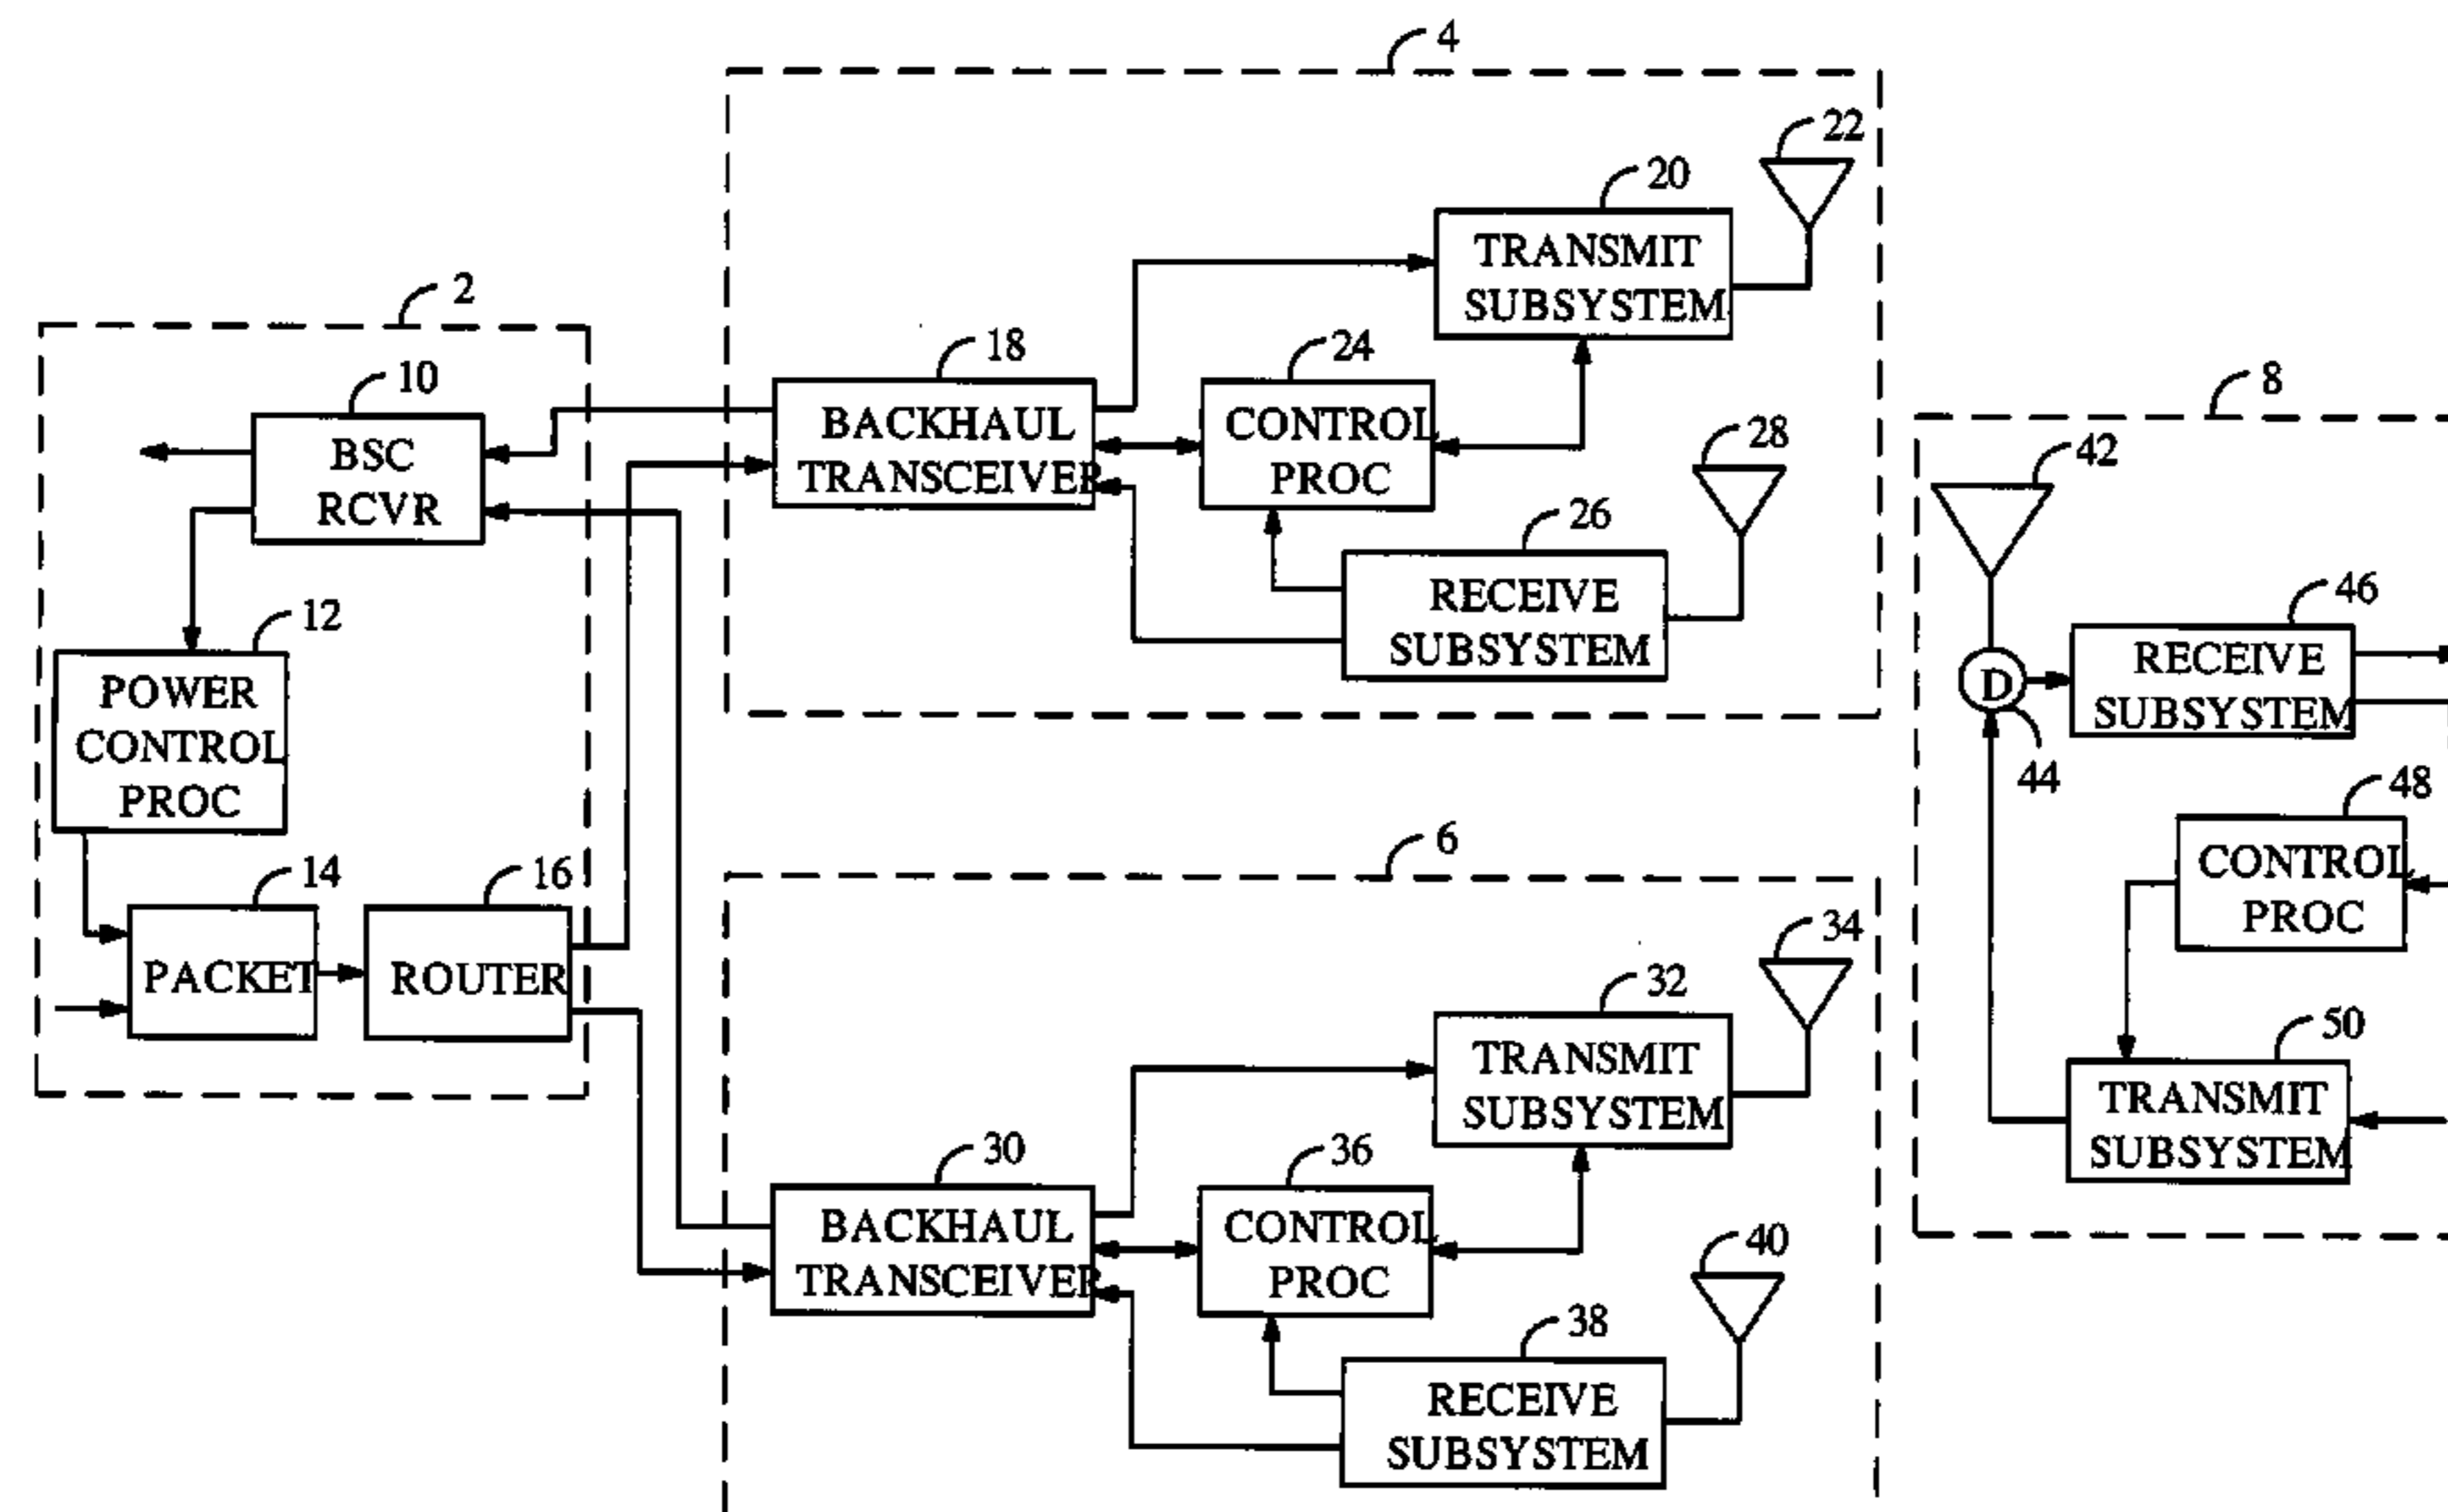 4
22
20
TRANSMIT
SUBSYSTEM
2
18
24
8
10
BACKHAUL
TRANSCEIVER
CONTROL
PROC
28
42
BSC
RCVR
26
RECEIVE
SUBSYSTEM
46
12
RECEIVE
SUBSYSTEM
D
44
POWER
CONTROL
PROC
48
CONTROL
PROC
6
14
16
34
PACKET
ROUTER
32
50
TRANSMIT
SUBSYSTEM
TRANSMIT
SUBSYSTEM
30
36
BACKHAUL
TRANSCEIVER
CONTROL
PROC
40
38
RECEIVE
SUBSYSTEM